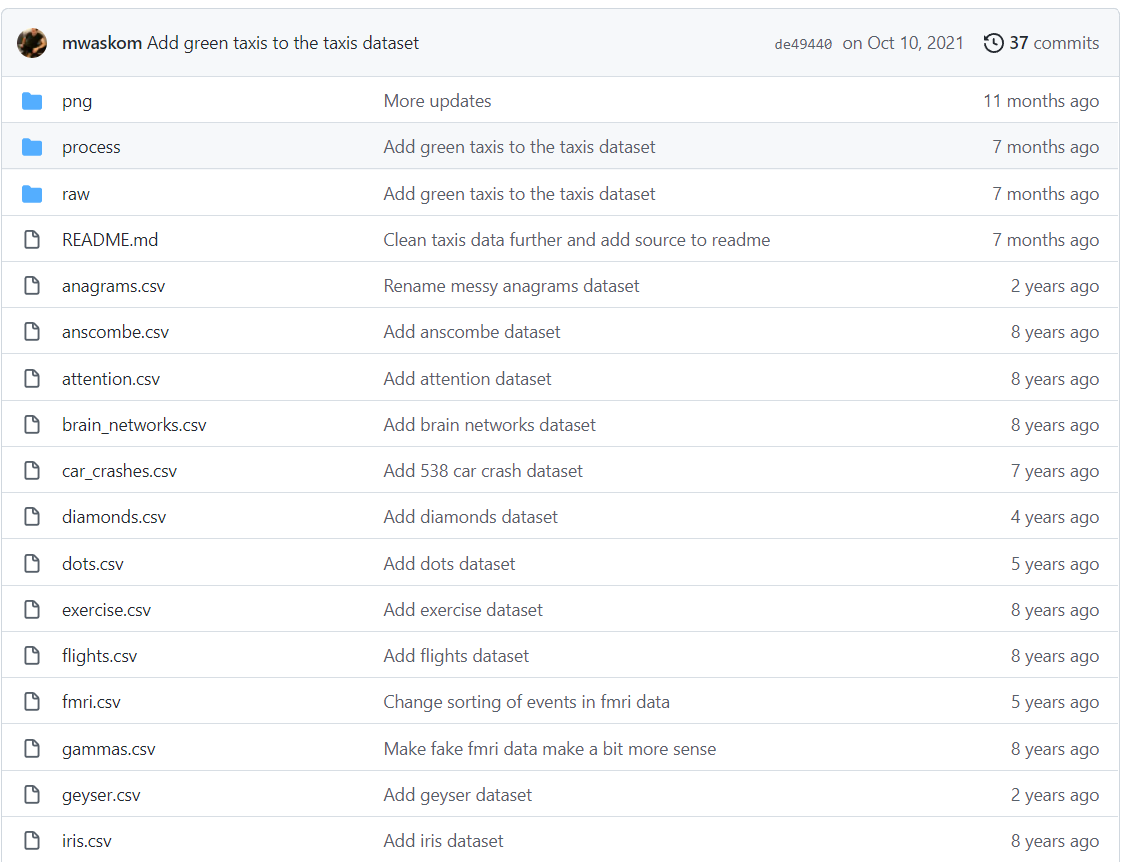 mwaskom Add green taxis to the taxis dataset de49440 on Oct 10, 2021 37 commits
png More updates 11 months ago
process Add green taxis to the taxis dataset 7 months ago
raw Add green taxis to the taxis dataset 7 months ago
README.md Clean taxis data further and add source to readme 7 months ago
anagrams.csv Rename messy anagrams dataset 2 years ago
anscombe.csv Add anscombe dataset 8 years ago
attention.csv Add attention dataset 8 years ago
brain_networks.csv Add brain networks dataset 8 years ago
car_crashes.csv Add 538 car crash dataset 7 years ago
diamonds.csv Add diamonds dataset 4 years ago
dots.csv Add dots dataset 5 years ago
exercise.csv Add exercise dataset 8 years ago
flights.csv Add flights dataset 8 years ago
fmri.csv Change sorting of events in fmri data 5 years ago
gammas.csv Make fake fmri data make a bit more sense 8 years ago
geyser.csv Add geyser dataset 2 years ago
iris.csv Add iris dataset 8 years ago